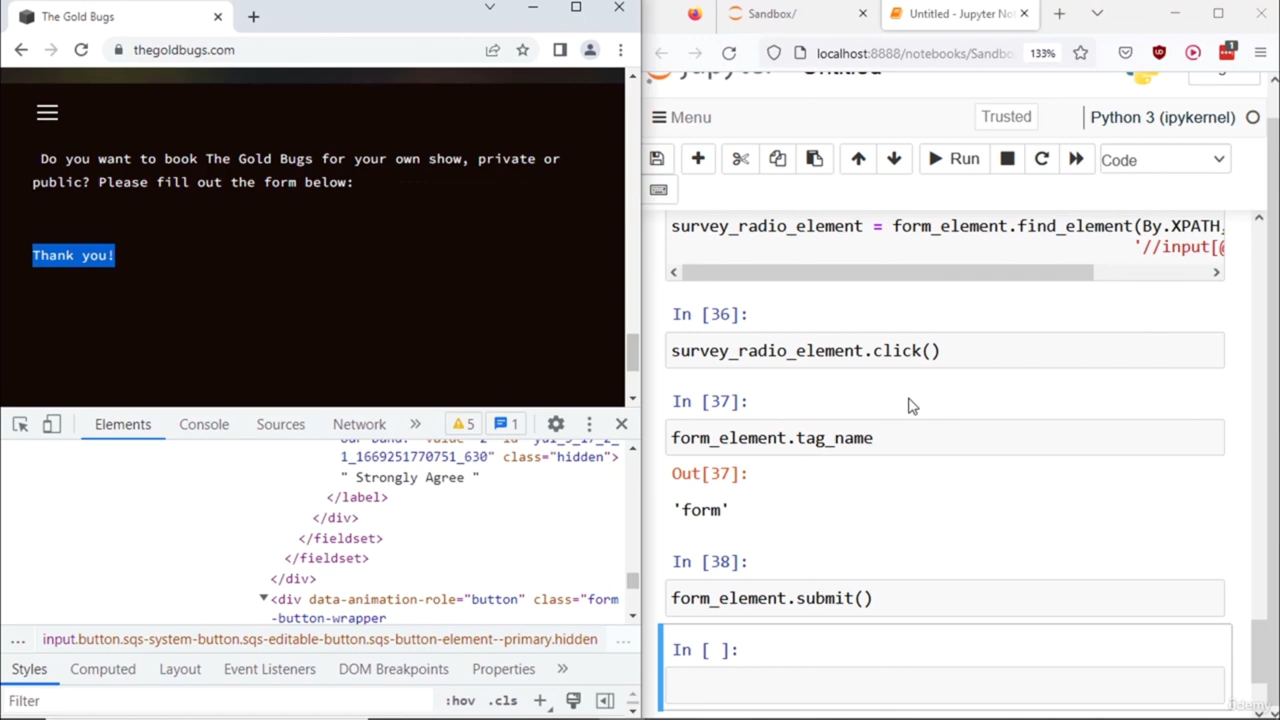 The Gold Bugs
thegoldbugs.com
Do you want to book The Gold Bugs for your own show, private or
public? Please fill out the form below:
Thank you!
Elements
Console
Sources
Network
5
1
1_1669251770751_630" class="hidden">
" Strongly Agree "
</label>
</div>
</fieldset>
</fieldset>
</div>
<div data-animation-role="button" class="form
-button-wrapper
...
input.button.sqs-system-button.sqs-editable-button.sqs-button-element--primary.hidden
...
Styles
Computed
Layout
Event Listeners
DOM Breakpoints
Properties
Filter
:hov
.cls
Sandbox/
Untitled - Jupyter Not
localhost:8888/notebooks/Sandbo
133%
1
Menu
Trusted
Python 3 (ipykernel)
Run
Code
survey_radio_element = form_element.find_element(By.XPATH,
'//input[@
In [36]:
survey_radio_element.click()
In [37]:
form_element.tag_name
Out[37]:
'form'
In [38]:
form_element.submit()
In [ ]:
Udemy